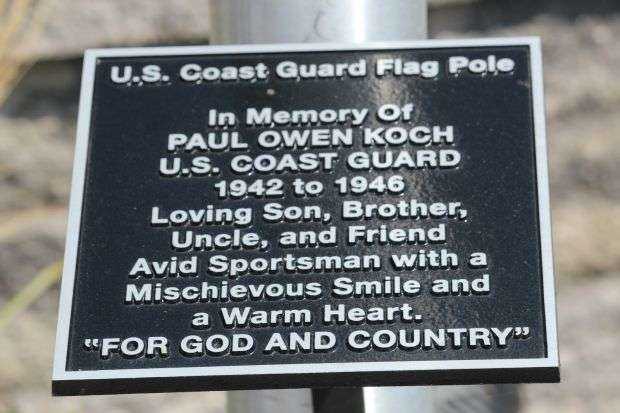 U.S. Coast Guard Flag Pole
In Memory Of
PAUL OWEN KOCH
U.S. COAST GUARD
1942 to 1946
Loving Son, Brother,
Uncle, and Friend
Avid Sportsman with a
Mischievous Smile and
a Warm Heart.
"FOR GOD AND COUNTRY"